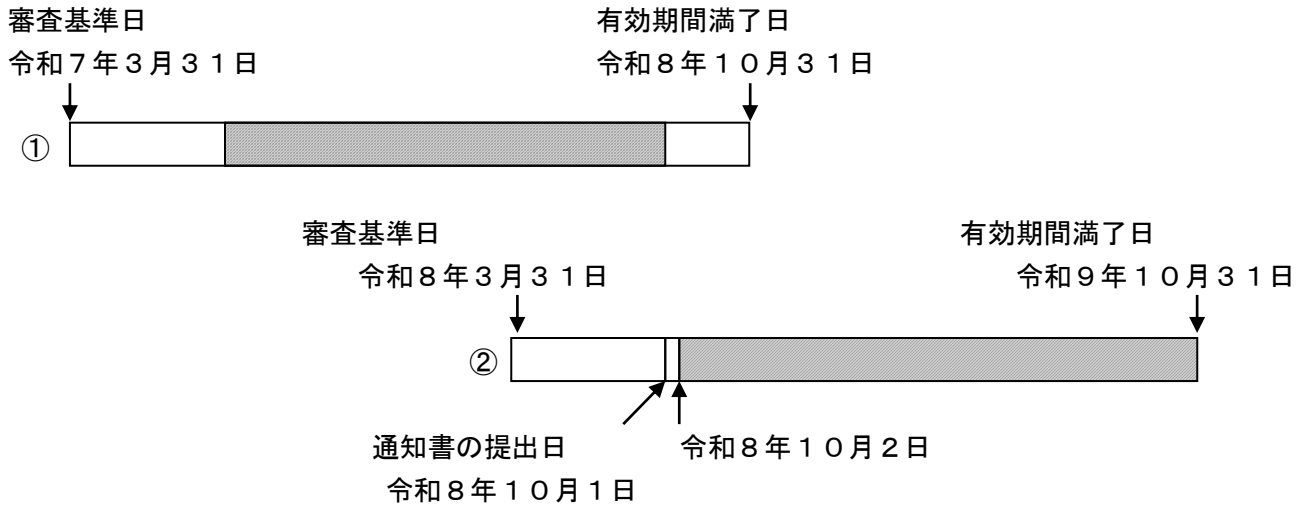 審査基準日
有効期間満了日
令和７年３月３１日
令和８年１０月３１日
①
審査基準日
有効期間満了日
令和８年３月３１日
令和９年１０月３１日
②
通知書の提出日
令和８年１０月２日
令和８年１０月１日